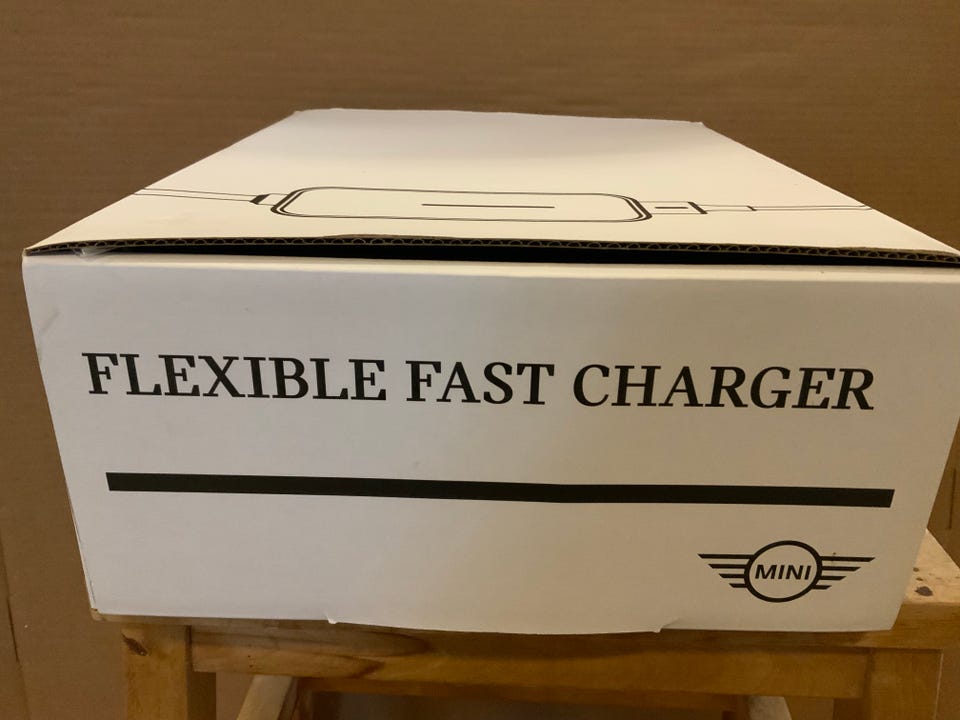 FLEXIBLE FAST CHARGER
MINI